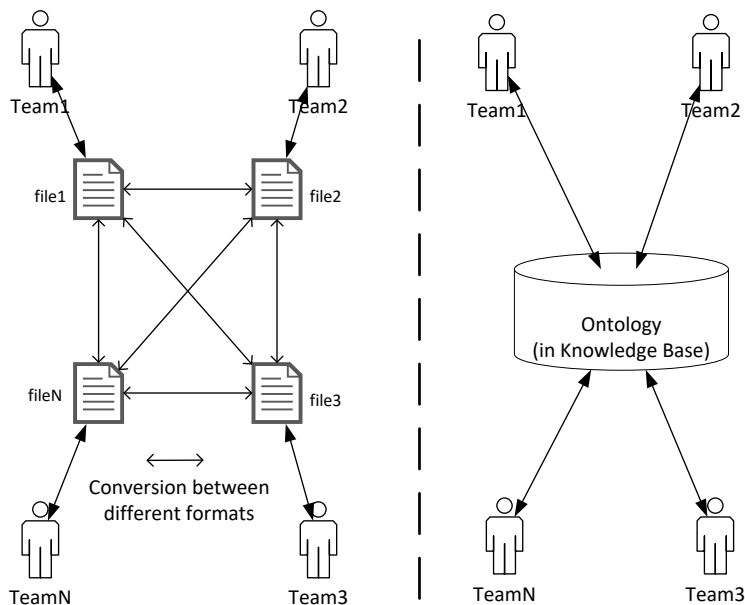 Team1
Team2
file1
file2
fileN
file3
Conversion between
different formats
TeamN
Team3
Team1
Team2
Ontology
(in Knowledge Base)
TeamN
Team3